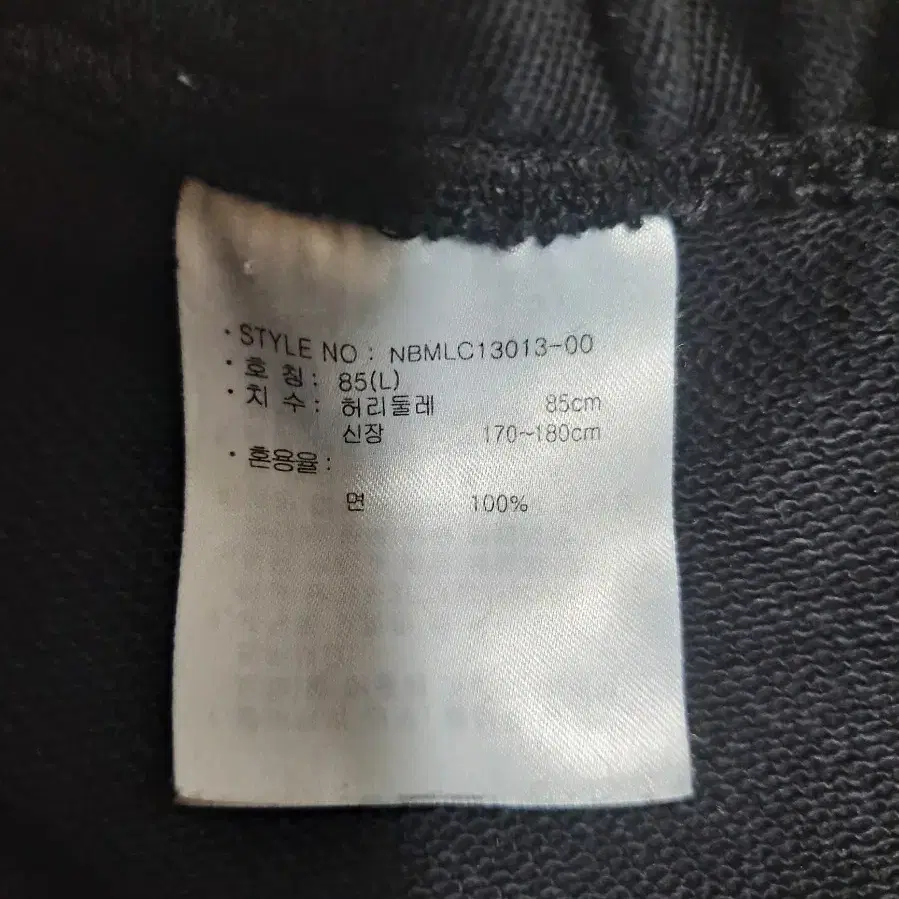 · STYLE NO : NBMLC13013-00
· 호 칭 : 85(L)
· 치 수 : 허리둘레 85cm
신장 170~180cm
· 혼용율 :
면 100%